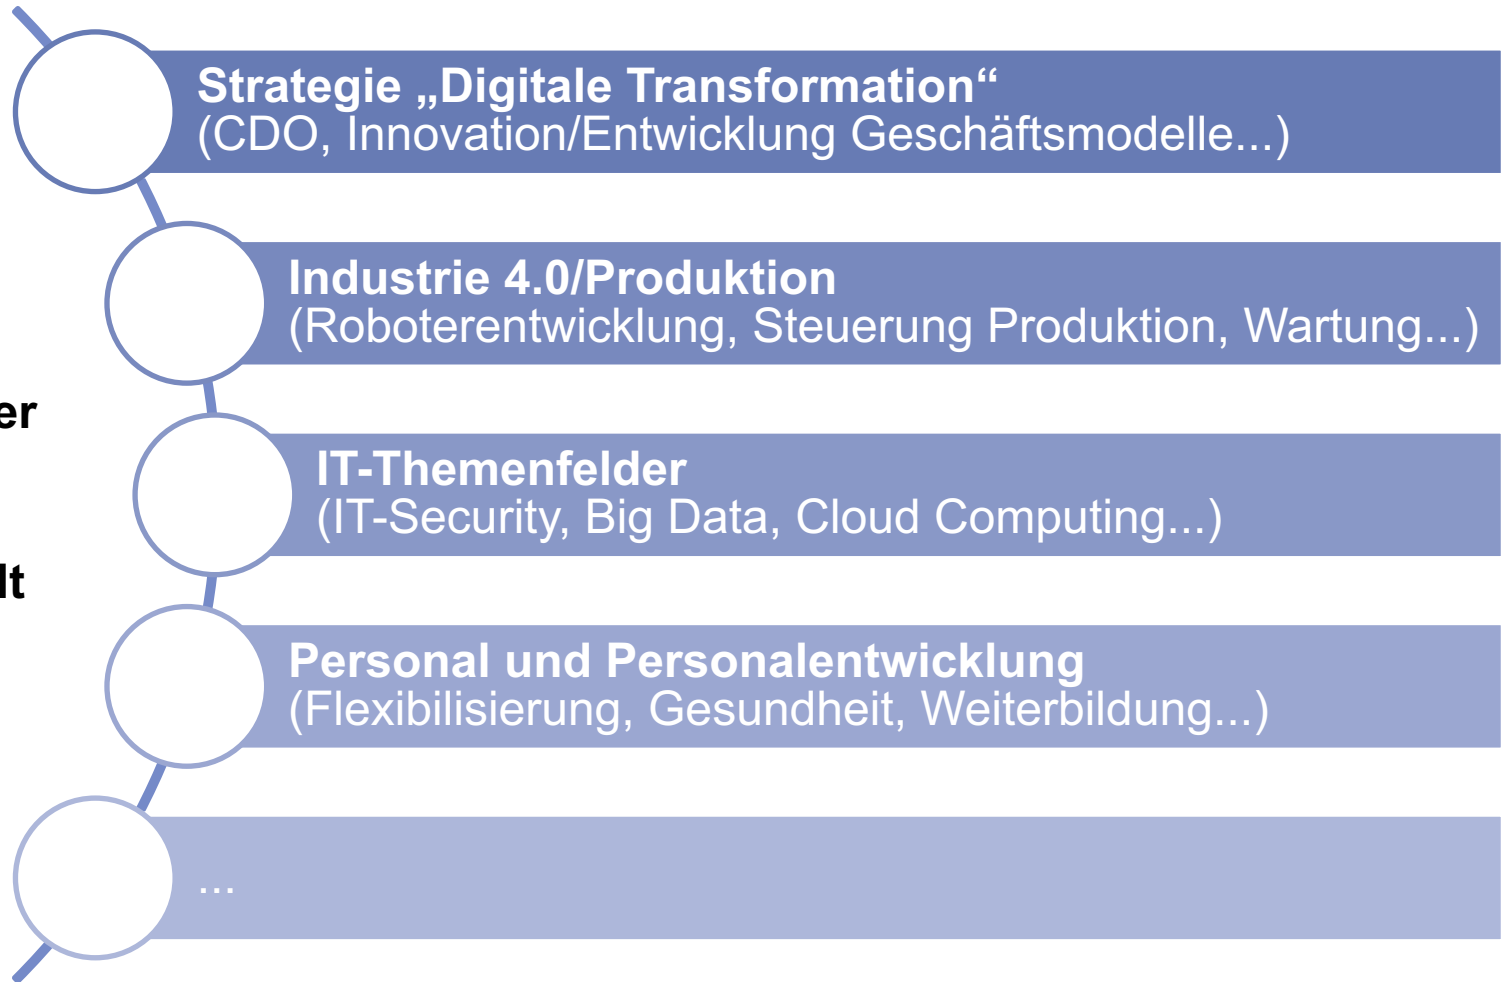 Strategie „Digitale Transformation“
(CDO, Innovation/Entwicklung Geschäftsmodelle...)
Industrie 4.0/Produktion
(Roboterentwicklung, Steuerung Produktion, Wartung...)
er
IT-Themenfelder
(IT-Security, Big Data, Cloud Computing...)
lt
Personal und Personalentwicklung
(Flexibilisierung, Gesundheit, Weiterbildung...)
...